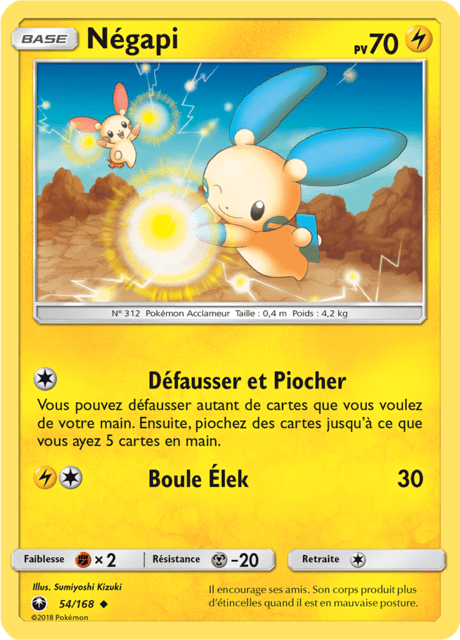 BASE Négapi PV70
N° 312 Pokémon Acclameur Taille : 0,4 m Poids : 4,2 kg
Défausser et Piocher
Vous pouvez défausser autant de cartes que vous voulez
de votre main. Ensuite, piochez des cartes jusqu'à ce que
vous ayez 5 cartes en main.
Boule Élek 30
Faiblesse ×2 Résistance -20 Retraite
Illus. Sumiyoshi Kizuki
54/168
©2018 Pokémon
Il encourage ses amis. Son corps produit plus
d'étincelles quand il est en mauvaise posture.